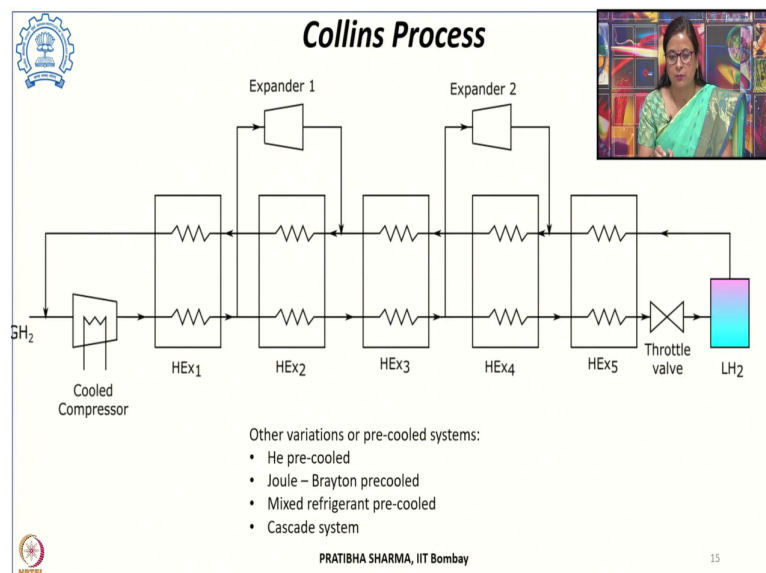 Collins Process
Expander 1
Expander 2
GH2
HEx1
HEx2
HEx3
HEx4
HEx5
Throttle
valve
LH2
Cooled
Compressor
Other variations or pre-cooled systems:
• He pre-cooled
• Joule – Brayton precooled
• Mixed refrigerant pre-cooled
• Cascade system
PRATIBHA SHARMA, IIT Bombay
15